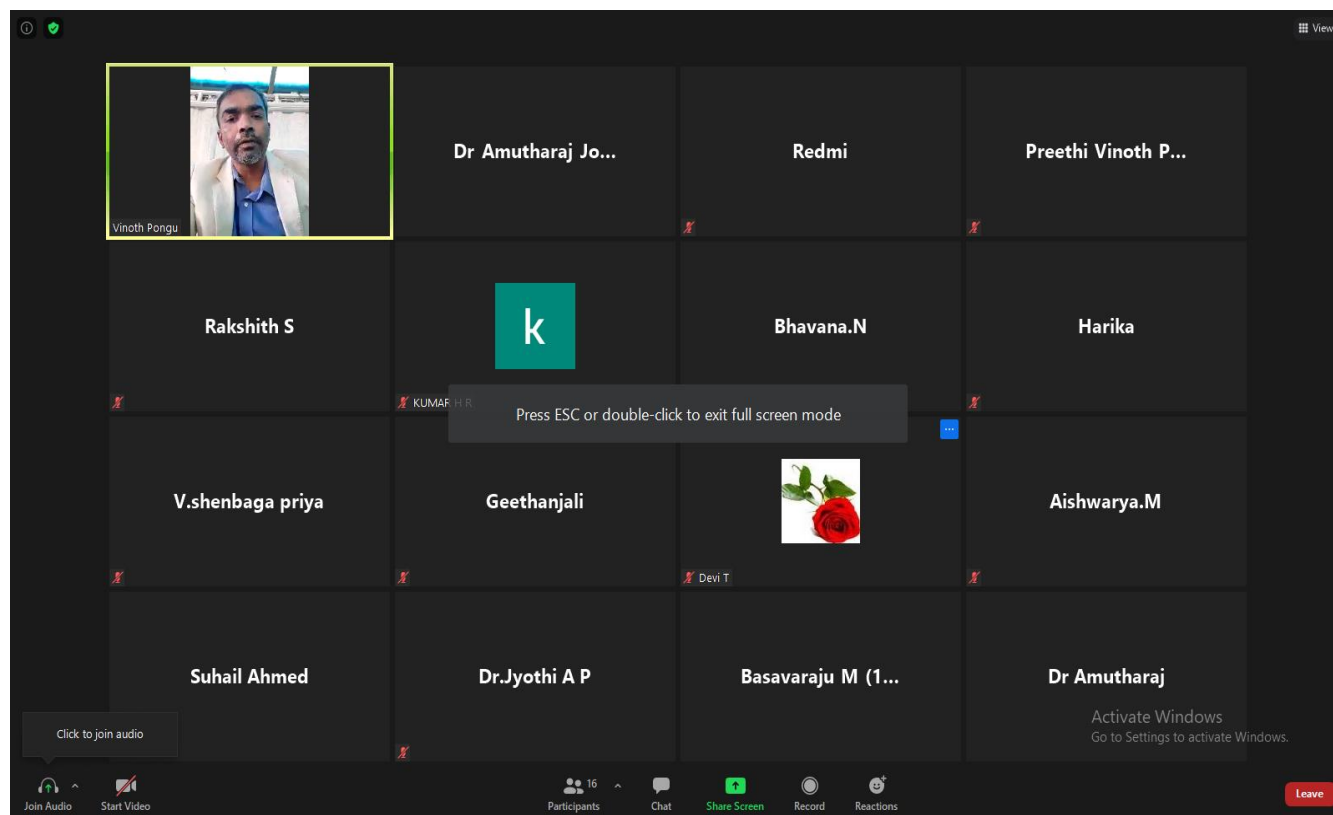 View
Vinoth Pongu
Dr Amutharaj Jo...
Redmi
Preethi Vinoth P...
Rakshith S
k
KUMAR H R
Bhavana.N
Harika
Press ESC or double-click to exit full screen mode
V.shenbaga priya
Geethanjali
...
Devi T
Aishwarya.M
Suhail Ahmed
Dr.Jyothi A P
Basavaraju M (1...
Dr Amutharaj
Activate Windows
Go to Settings to activate Windows.
Click to join audio
Join Audio
Start Video
16
Participants
Chat
Share Screen
Record
Reactions
Leave